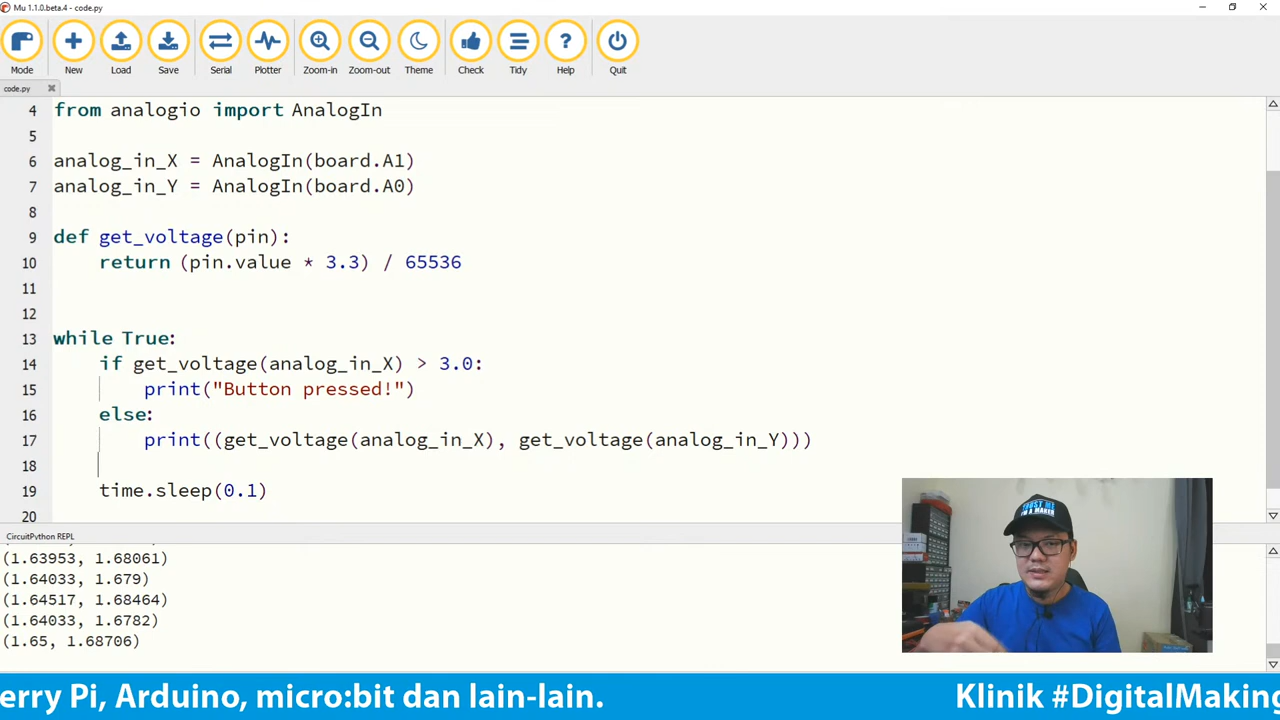 Mu 1.1.0.beta.4 - code.py
Mode New Load Save Serial Plotter Zoom-in Zoom-out Theme Check Tidy Help Quit
code.py
4 from analogio import AnalogIn
5
6 analog_in_X = AnalogIn(board.A1)
7 analog_in_Y = AnalogIn(board.A0)
8
9 def get_voltage(pin):
10 return (pin.value * 3.3) / 65536
11
12
13 while True:
14 if get_voltage(analog_in_X) > 3.0:
15 print("Button pressed!")
16 else:
17 print((get_voltage(analog_in_X), get_voltage(analog_in_Y)))
18
19 time.sleep(0.1)
20
CircuitPython REPL
(1.63953, 1.68061)
(1.64033, 1.679)
(1.64517, 1.68464)
(1.64033, 1.6782)
(1.65, 1.68706)
TRUST ME
I'M A MAKER
erry Pi, Arduino, micro:bit dan lain-lain. Klinik #DigitalMaking